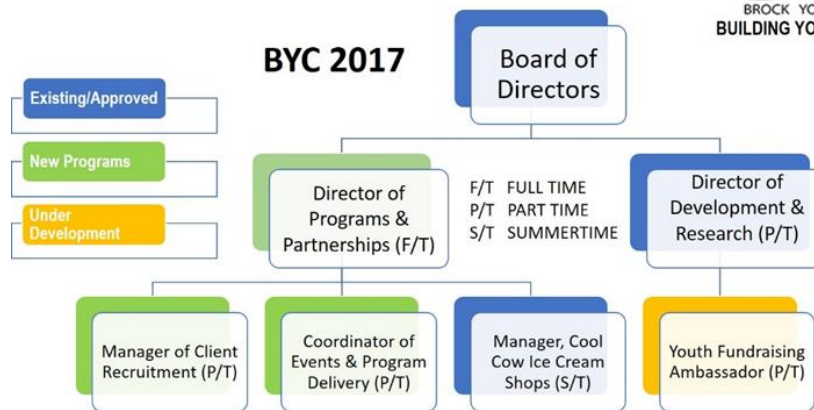 BROCK YO
BUILDING YO
BYC 2017
Board of
Directors
Existing/Approved
New Programs
Under
Development
Director of
Programs &
Partnerships (F/T)
F/T FULL TIME
P/T PART TIME
S/T SUMMERTIME
Director of
Development &
Research (P/T)
Manager of Client
Recruitment (P/T)
Coordinator of
Events & Program
Delivery (P/T)
Manager, Cool
Cow Ice Cream
Shops (S/T)
Youth Fundraising
Ambassador (P/T)